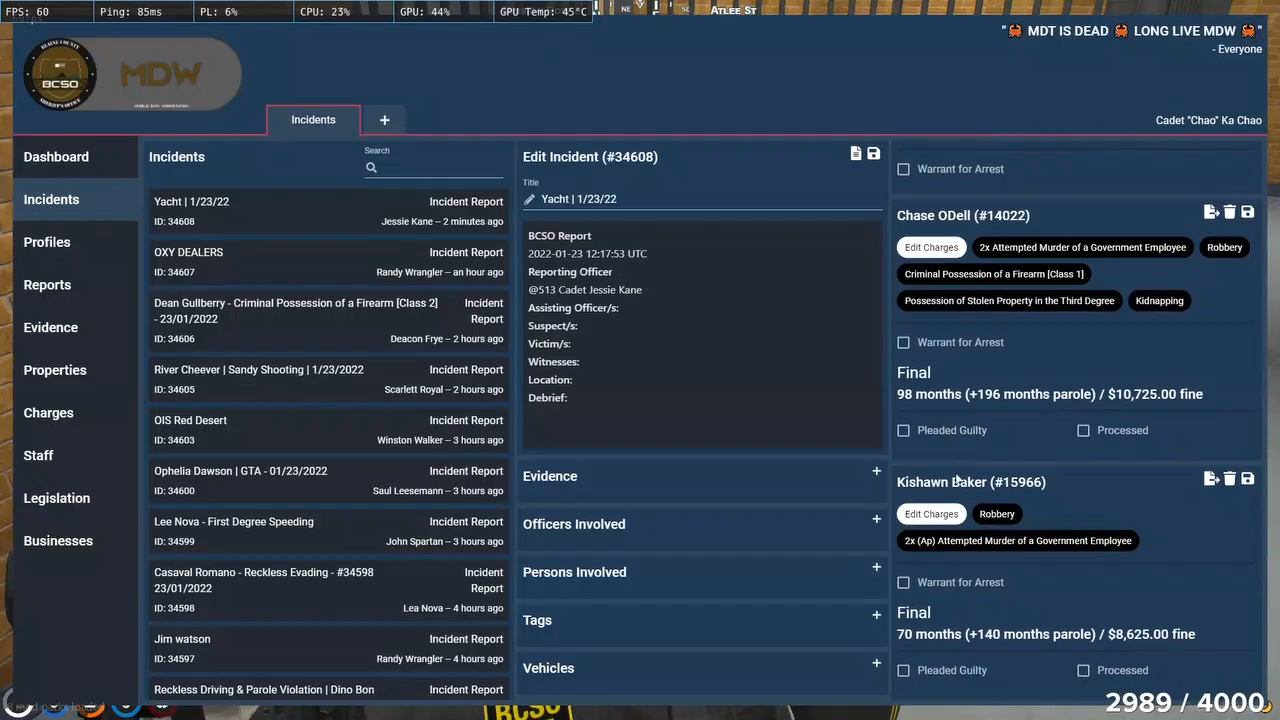 PS: 60 Ping: 85ms PL: 6% CPU: 23% GPU: 44% GPU Temp: 45°C
NE SC ATLEE ST
" 🦀 MDT IS DEAD 🦀 LONG LIVE MDW 🦀 "
- Everyone
BLAINE COUNTY
BCSO
SHERIFF'S OFFICE
MDW
MOBILE DATA WORKSTATION
Incidents
+
Cadet "Chao" Ka Chao
Dashboard
Incidents
Profiles
Reports
Evidence
Properties
Charges
Staff
Legislation
Businesses
Incidents
Search
Yacht | 1/23/22 Incident Report
ID: 34608 Jessie Kane – 2 minutes ago
OXY DEALERS Incident Report
ID: 34607 Randy Wrangler – an hour ago
Dean Gullberry - Criminal Possession of a Firearm [Class 2] Incident
- 23/01/2022 Report
ID: 34606 Deacon Frye – 2 hours ago
River Cheever | Sandy Shooting | 1/23/2022 Incident Report
ID: 34605 Scarlett Royal – 2 hours ago
OIS Red Desert Incident Report
ID: 34603 Winston Walker – 3 hours ago
Ophelia Dawson | GTA - 01/23/2022 Incident Report
ID: 34600 Saul Leesemann – 3 hours ago
Lee Nova - First Degree Speeding Incident Report
ID: 34599 John Spartan – 3 hours ago
Casaval Romano - Reckless Evading - #34598 Incident
23/01/2022 Report
ID: 34598 Lea Nova – 4 hours ago
Jim watson Incident Report
ID: 34597 Randy Wrangler – 4 hours ago
Reckless Driving & Parole Violation | Dino Bon Incident Report
Edit Incident (#34608)
Title
Yacht | 1/23/22
BCSO Report
2022-01-23 12:17:53 UTC
Reporting Officer
@513 Cadet Jessie Kane
Assisting Officer/s:
Suspect/s:
Victim/s:
Witnesses:
Location:
Debrief:
Evidence +
Officers Involved +
Persons Involved +
Tags +
Vehicles +
Warrant for Arrest
Chase ODell (#14022)
Edit Charges 2x Attempted Murder of a Government Employee Robbery
Criminal Possession of a Firearm [Class 1]
Possession of Stolen Property in the Third Degree Kidnapping
Warrant for Arrest
Final
98 months (+196 months parole) / $10,725.00 fine
Pleaded Guilty Processed
Kishawn Baker (#15966)
Edit Charges Robbery
2x (Ap) Attempted Murder of a Government Employee
Warrant for Arrest
Final
70 months (+140 months parole) / $8,625.00 fine
Pleaded Guilty Processed
2989 / 4000
BCSO